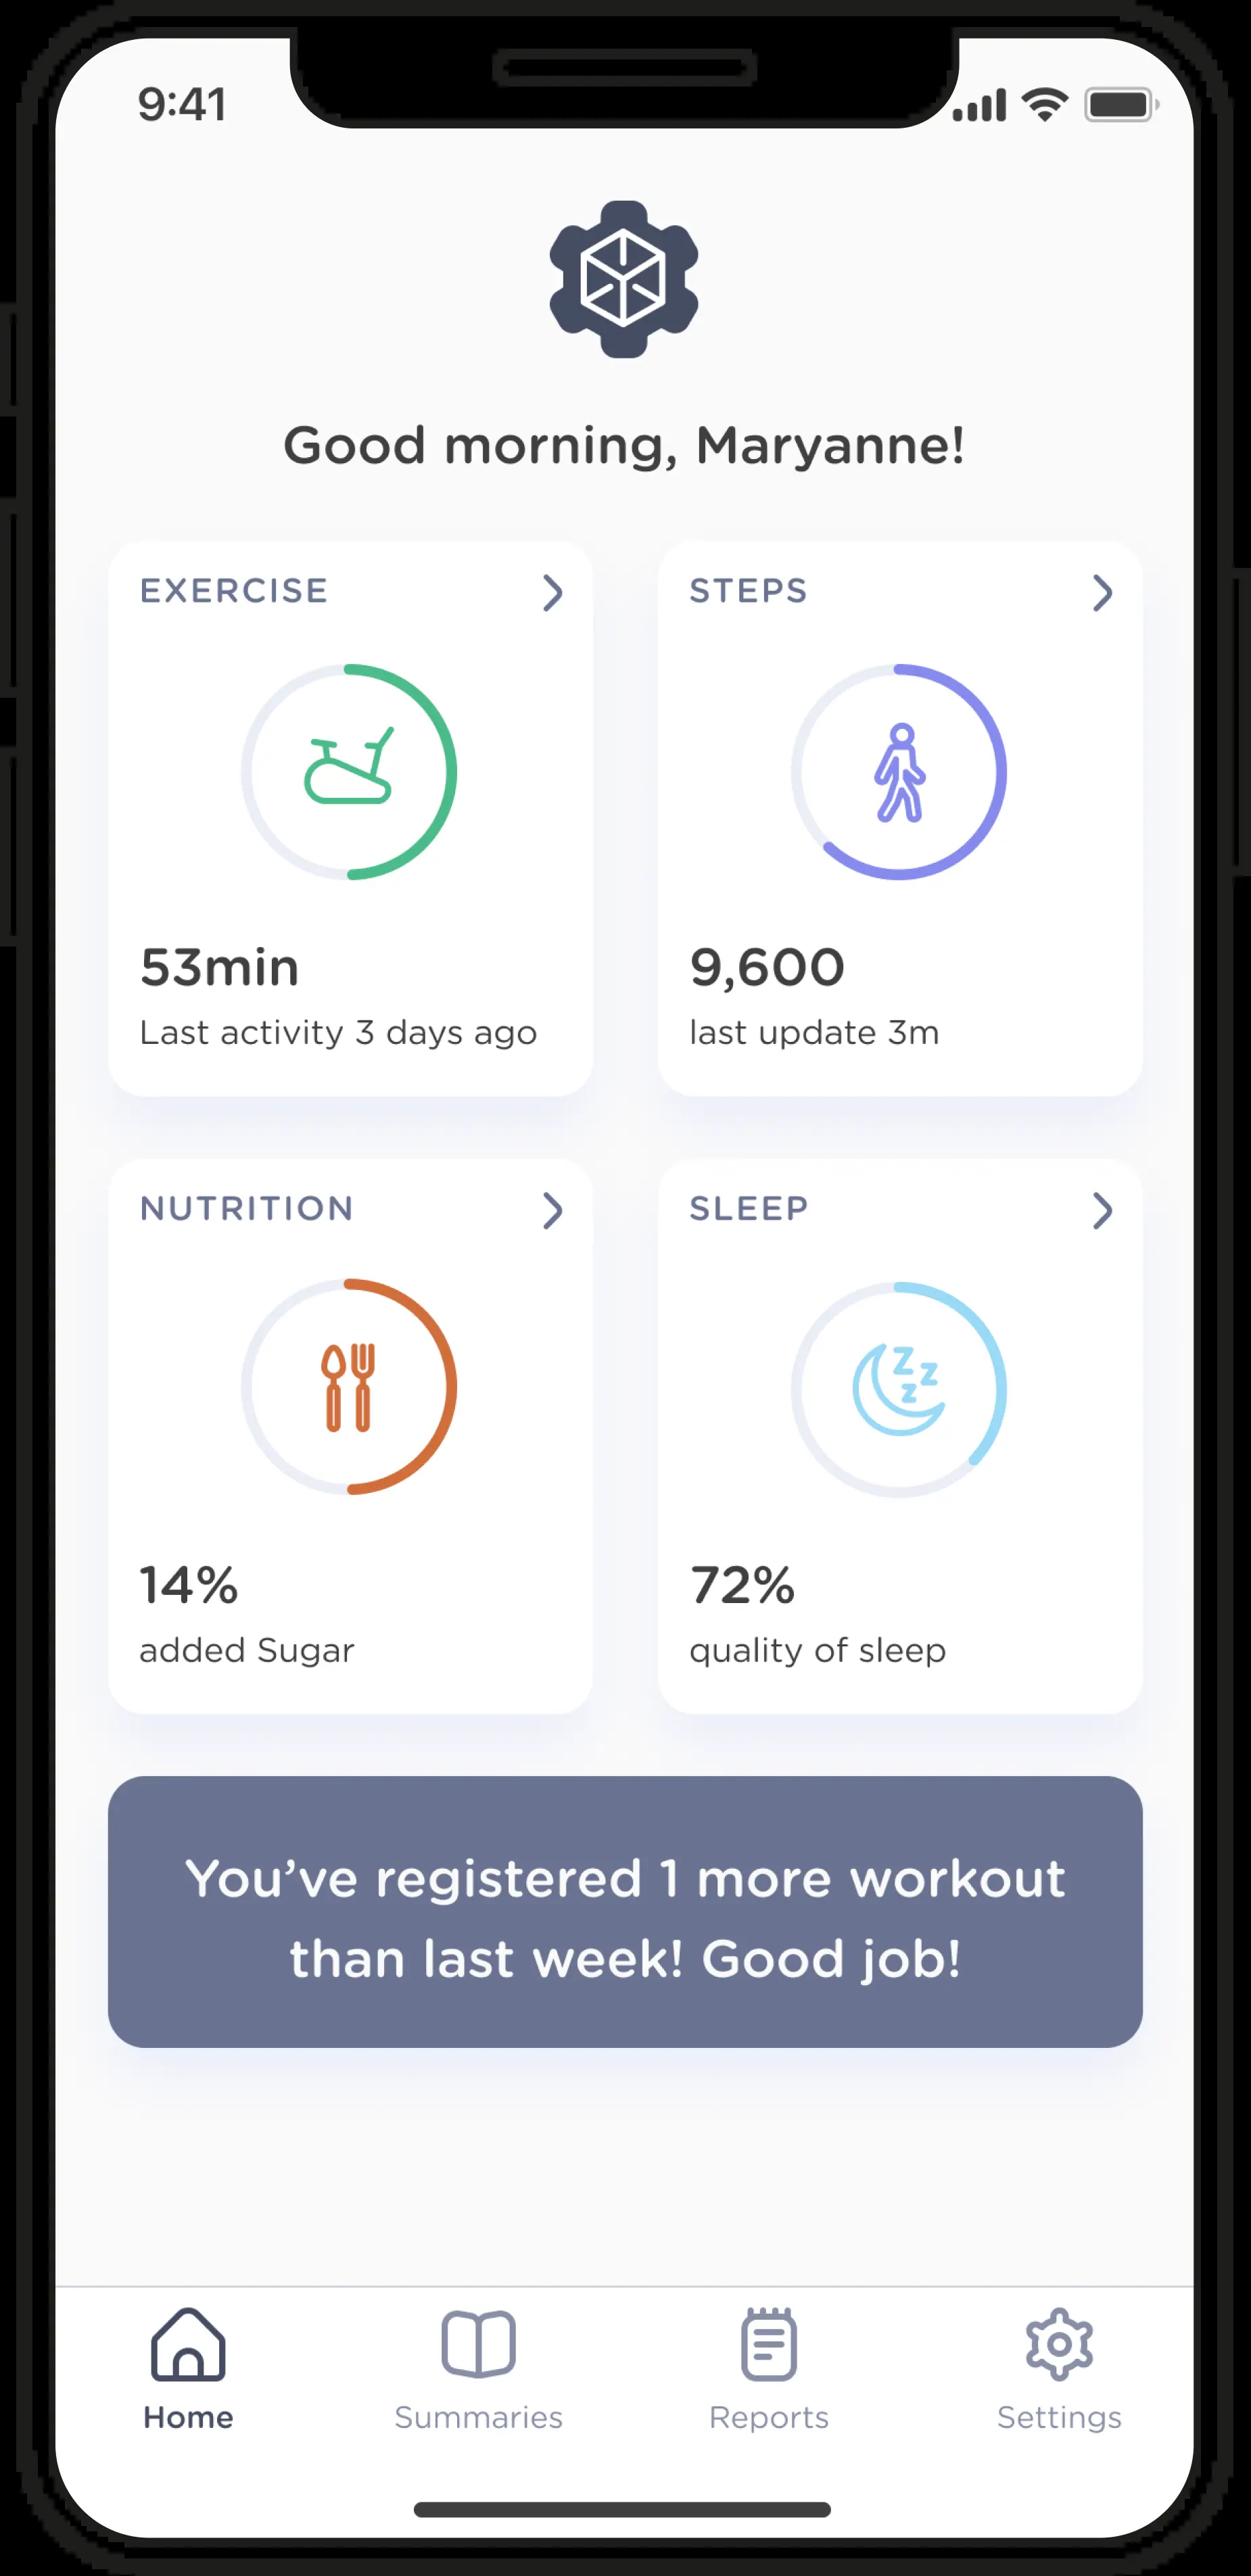 9:41
Good morning, Maryanne!
EXERCISE
53min
Last activity 3 days ago
STEPS
9,600
last update 3m
NUTRITION
14%
added Sugar
SLEEP
Z Z Z
72%
quality of sleep
You’ve registered 1 more workout
than last week! Good job!
Home
Summaries
Reports
Settings